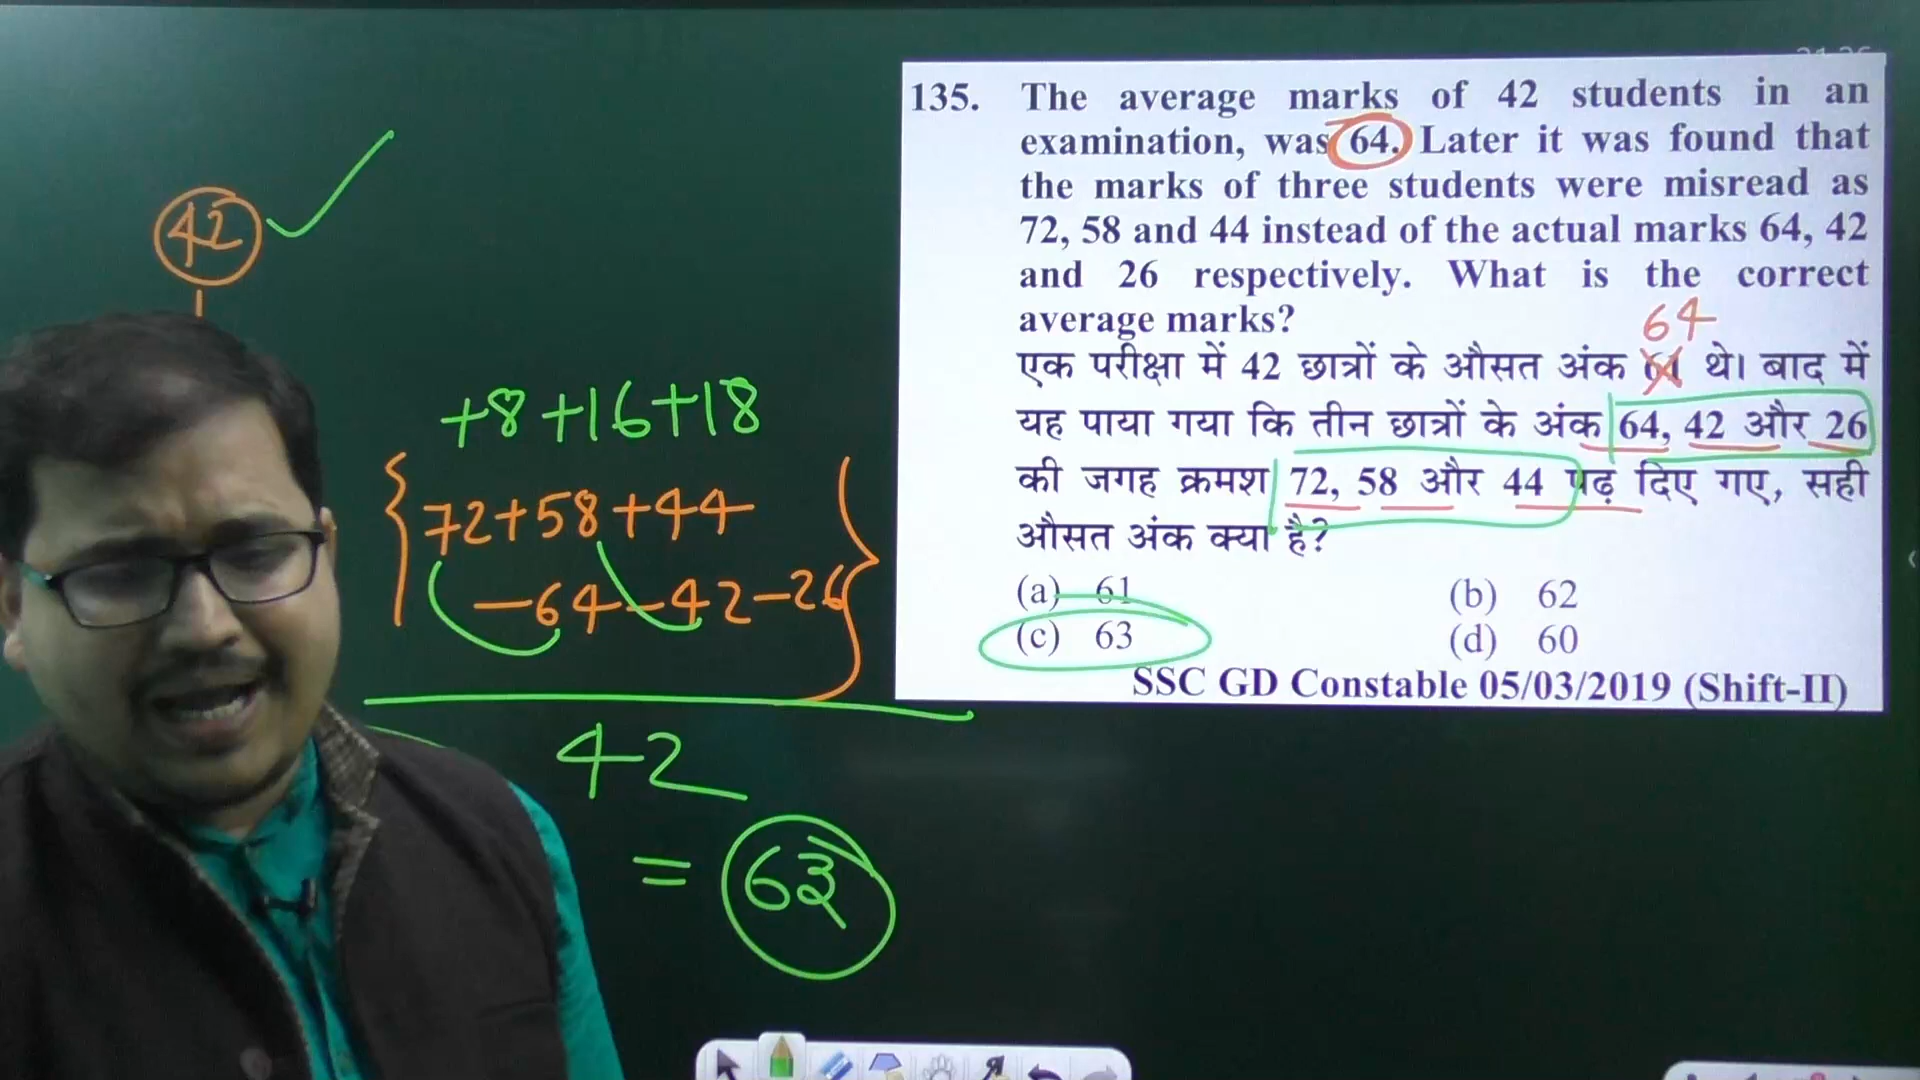 135. The average marks of 42 students in an
examination, was 64. Later it was found that
the marks of three students were misread as
72, 58 and 44 instead of the actual marks 64, 42
and 26 respectively. What is the correct
average marks?
64
एक परीक्षा में 42 छात्रों के औसत अंक 61 थे। बाद में
यह पाया गया कि तीन छात्रों के अंक 64, 42 और 26
की जगह क्रमश 72, 58 और 44 पढ़ दिए गए, सही
औसत अंक क्या है?
(a) 61 (b) 62
(c) 63 (d) 60
SSC GD Constable 05/03/2019 (Shift-II)
42
+8+16+18
72+58+44
-64-42-26
42
= 63